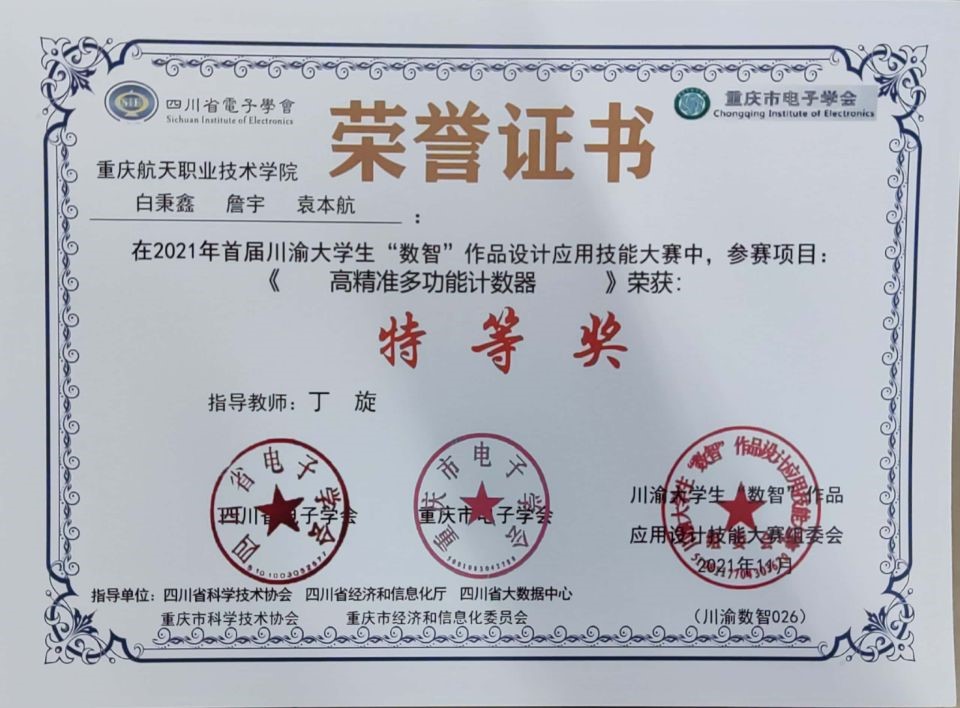 四川省電子學會
Sichuan Institute of Electronics
荣誉证书
重庆市电子学会
Chongqing Institute of Electronics
重庆航天职业技术学院
白秉鑫 詹宇 袁本航 :
在2021年首届川渝大学生“数智”作品设计应用技能大赛中，参赛项目：
《 高精准多功能计数器 》荣获：
特等奖
指导教师：丁 旋
四川省电子学会
四川省电子学会
重庆市电子学会
重庆市电子学会
川渝大学生“数智”作品设计应用技能大赛
组委会
川渝大学生“数智”作品
应用设计技能大赛组委会
2021年11月
指导单位：四川省科学技术协会 四川省经济和信息化厅 四川省大数据中心
重庆市科学技术协会 重庆市经济和信息化委员会
（川渝数智026）